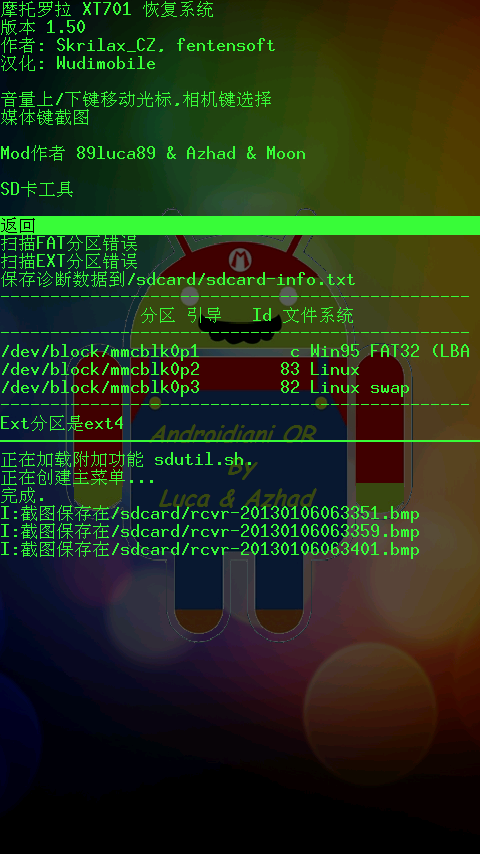 摩托罗拉 XT701 恢复系统
版本 1.50
作者: Skrilax_CZ, fentensoft
汉化: Wudimobile
音量上/下键移动光标,相机键选择
媒体键截图
Mod作者 89luca89 & Azhad & Moon
SD卡工具
返回
扫描FAT分区错误
扫描EXT分区错误
保存诊断数据到/sdcard/sdcard-info.txt
-----------------------------------------------
分区 引导 Id 文件系统
-----------------------------------------------
/dev/block/mmcblk0p1 c Win95 FAT32 (LBA
/dev/block/mmcblk0p2 83 Linux
/dev/block/mmcblk0p3 82 Linux swap
-----------------------------------------------
Ext分区是ext4
Androidiani OR
By
Luca & Azhad
正在加载附加功能 sdutil.sh.
正在创建主菜单...
完成.
I:截图保存在/sdcard/rcvr-20130106063351.bmp
I:截图保存在/sdcard/rcvr-20130106063359.bmp
I:截图保存在/sdcard/rcvr-20130106063401.bmp